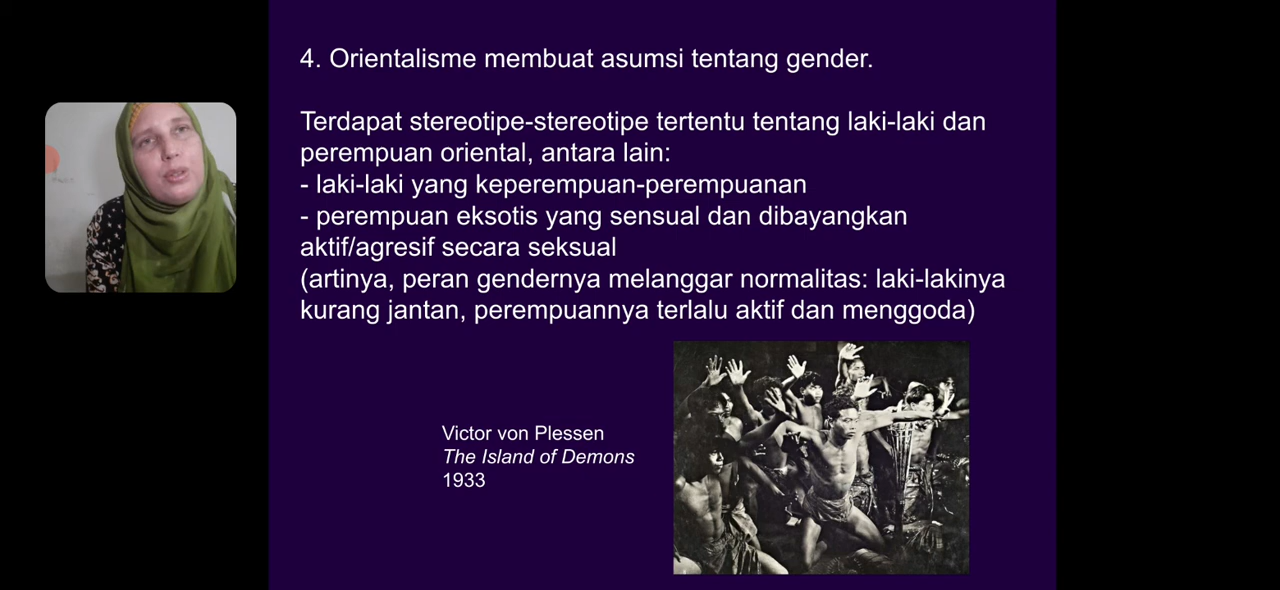 4. Orientalisme membuat asumsi tentang gender.
Terdapat stereotipe-stereotipe tertentu tentang laki-laki dan
perempuan oriental, antara lain:
- laki-laki yang keperempuan-perempuanan
- perempuan eksotis yang sensual dan dibayangkan
aktif/agresif secara seksual
(artinya, peran gendernya melanggar normalitas: laki-lakinya
kurang jantan, perempuannya terlalu aktif dan menggoda)
Victor von Plessen
The Island of Demons
1933